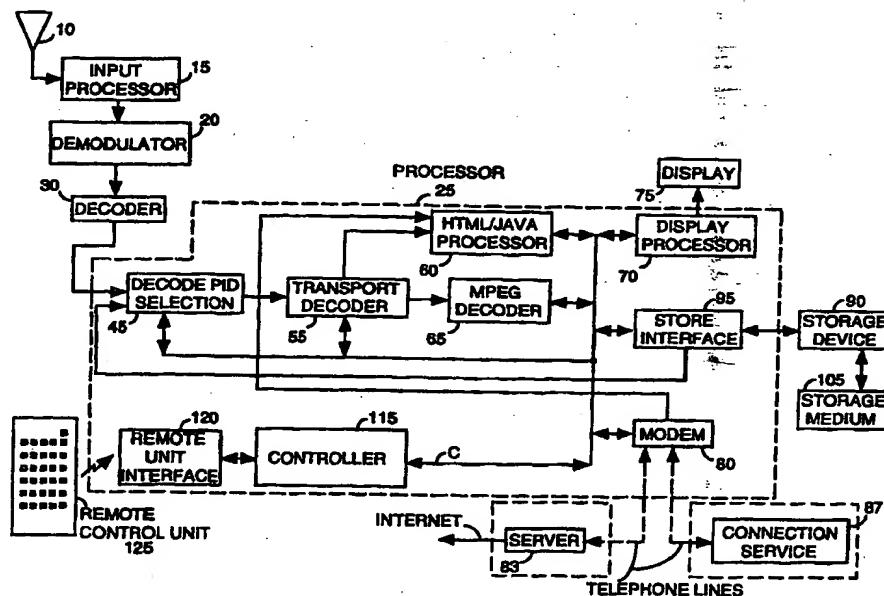 10
INPUT
PROCESSOR
15
20
DEMODULATOR
30
DECODER
PROCESSOR
25
75
DISPLAY
HTML/JAVA
PROCESSOR
60
DISPLAY
PROCESSOR
70
DECODE PID
SELECTION
45
TRANSPORT
DECODER
55
MPEG
DECODER
65
95
STORE
INTERFACE
90
STORAGE
DEVICE
105
STORAGE
MEDIUM
120
REMOTE
UNIT
INTERFACE
115
CONTROLLER
C
MODEM
80
REMOTE
CONTROL UNIT
125
INTERNET
SERVER
83
87
CONNECTION
SERVICE
TELEPHONE LINES